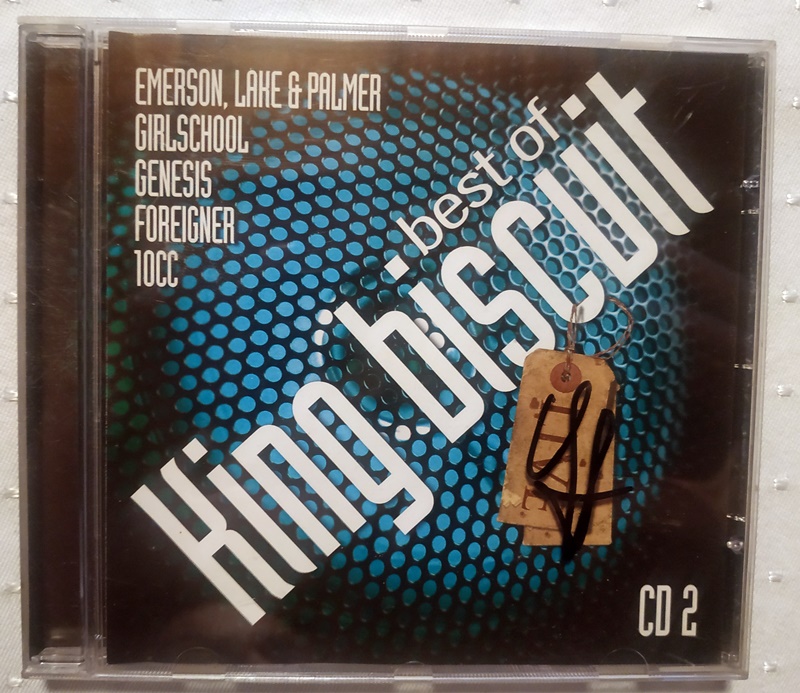 EMERSON, LAKE & PALMER
GIRLSCHOOL
GENESIS
FOREIGNER
10CC
best of
king biscuit
CD 2